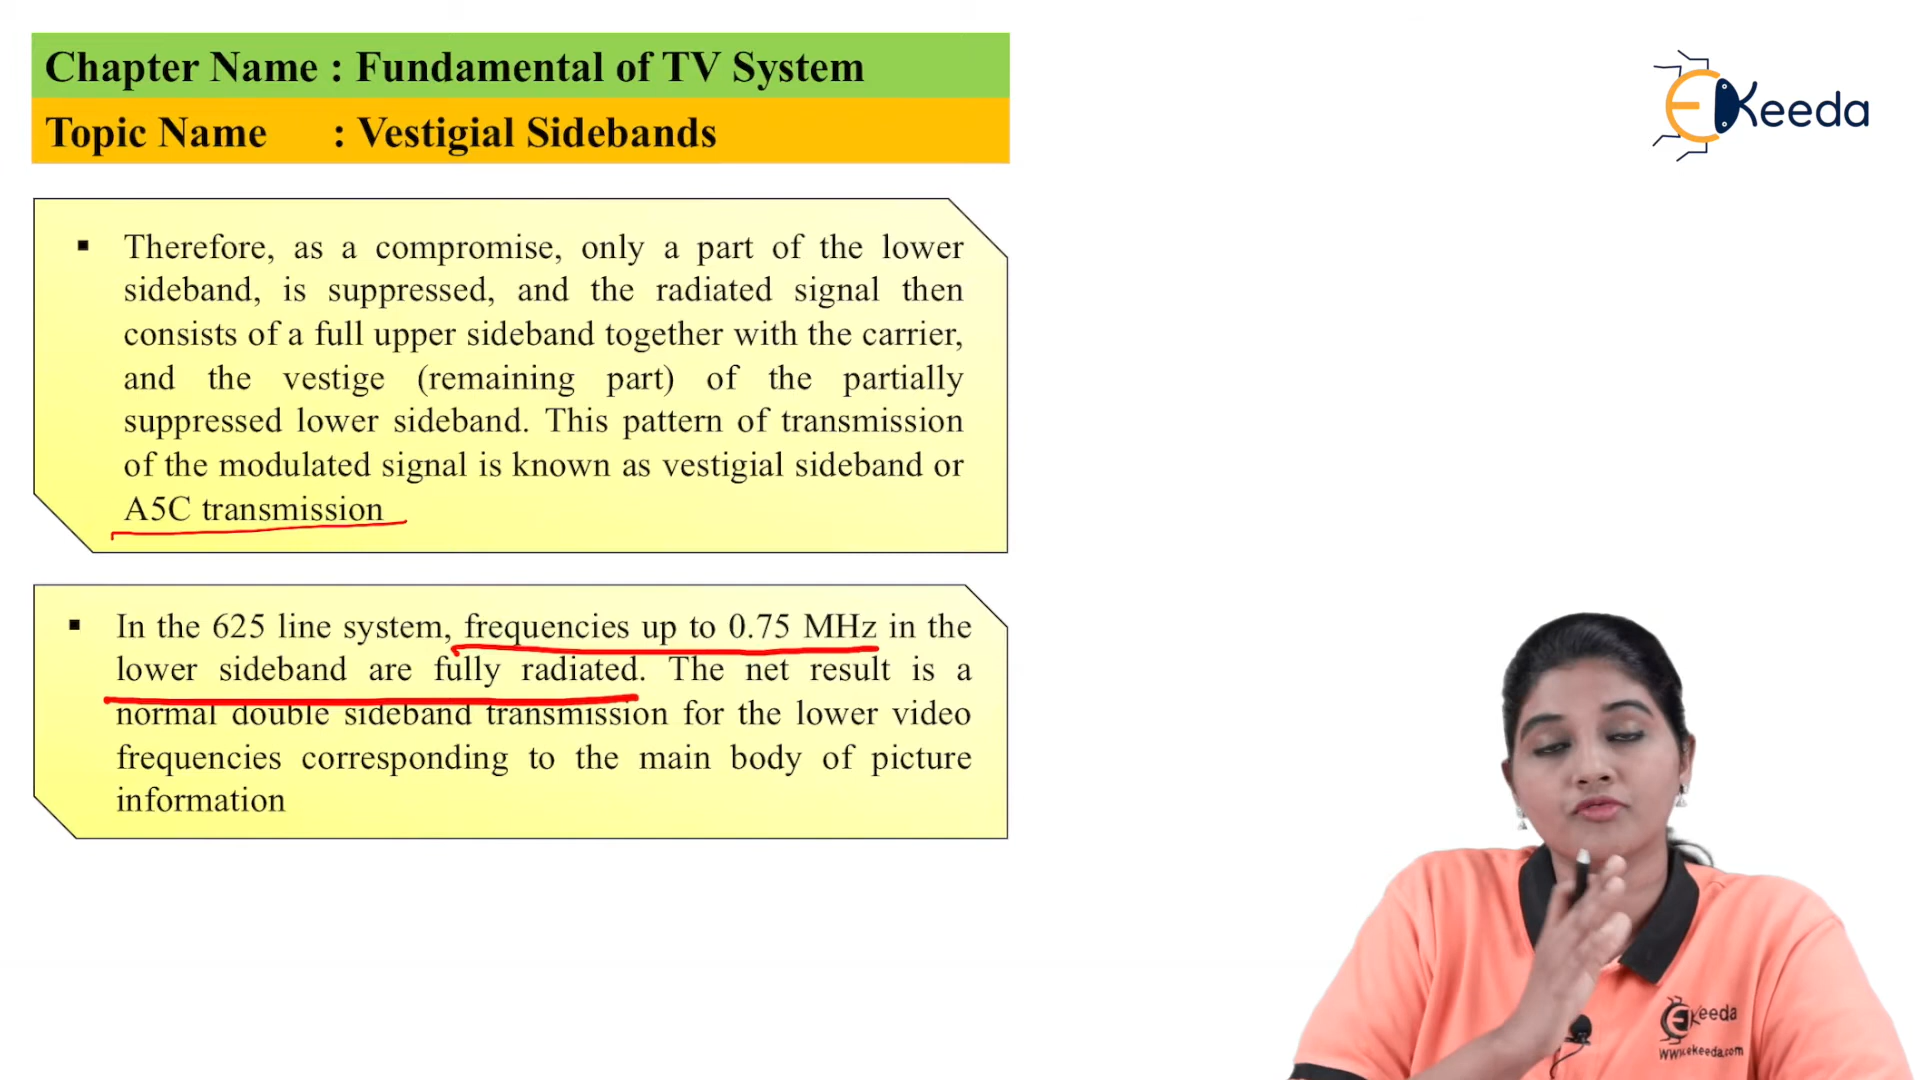 Chapter Name : Fundamental of TV System
Topic Name : Vestigial Sidebands
Keeda
▪ Therefore, as a compromise, only a part of the lower
sideband, is suppressed, and the radiated signal then
consists of a full upper sideband together with the carrier,
and the vestige (remaining part) of the partially
suppressed lower sideband. This pattern of transmission
of the modulated signal is known as vestigial sideband or
A5C transmission
▪ In the 625 line system, frequencies up to 0.75 MHz in the
lower sideband are fully radiated. The net result is a
normal double sideband transmission for the lower video
frequencies corresponding to the main body of picture
information
Keeda
www.ekeeda.com